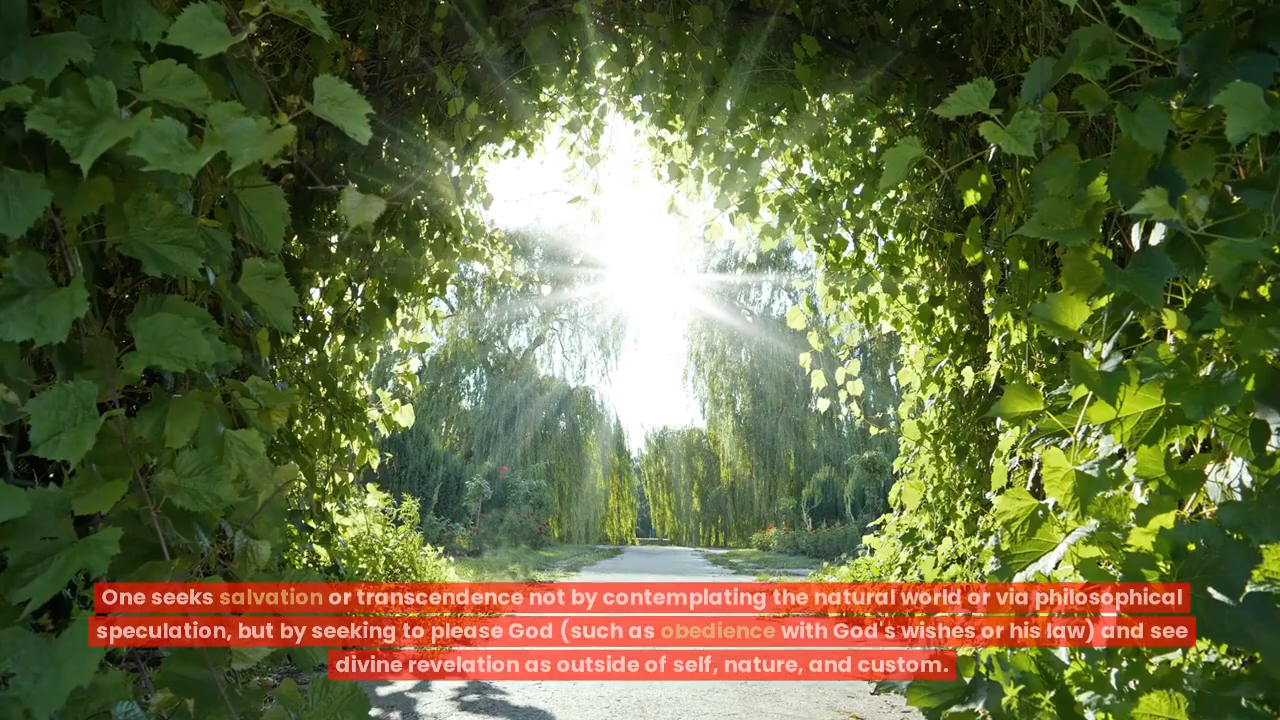 One seeks salvation or transcendence not by contemplating the natural world or via philosophical
speculation, but by seeking to please God (such as obedience with God's wishes or his law) and see
divine revelation as outside of self, nature, and custom.